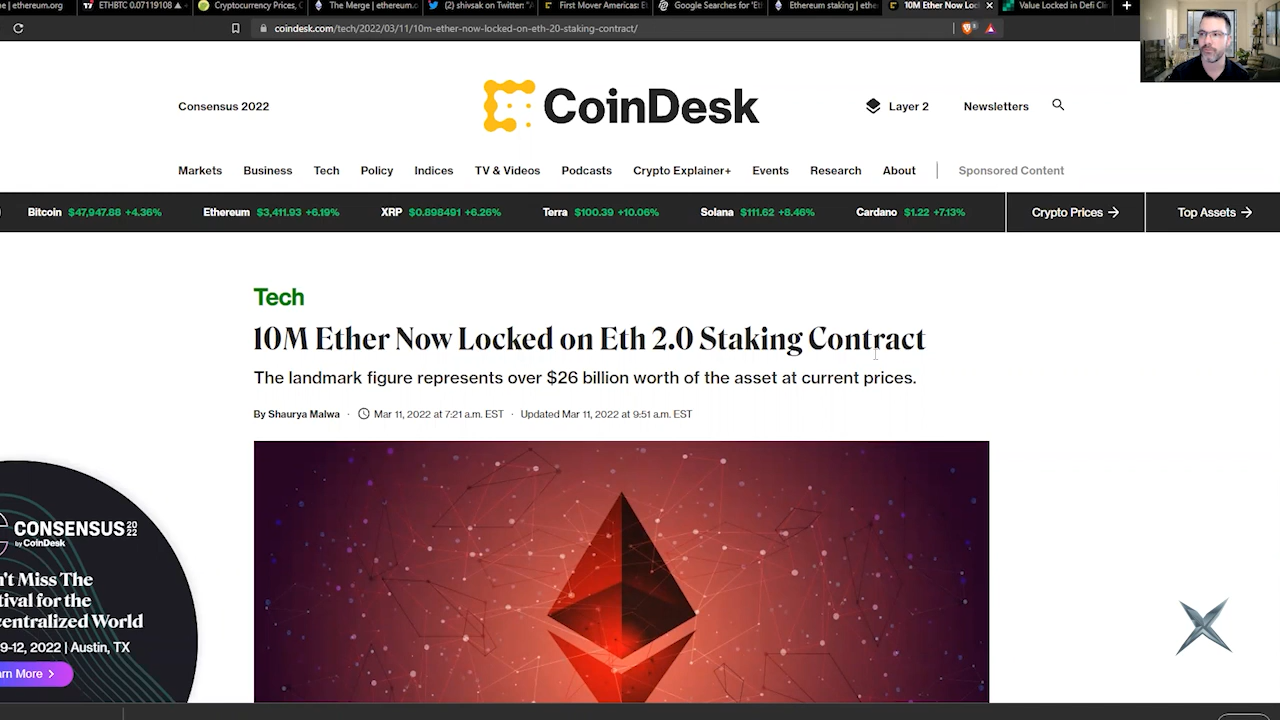 e | ethereum.org
ETHBTC 0.07119108 ▲
Cryptocurrency Prices, C
The Merge | ethereum.o
(2) shivsak on Twitter: "A
First Mover Americas: Et
Google Searches for 'Eth
Ethereum staking | ethe
10M Ether Now Loc
Value Locked in Defi Cli
coindesk.com/tech/2022/03/11/10m-ether-now-locked-on-eth-20-staking-contract/
Consensus 2022
CoinDesk
Layer 2
Newsletters
Markets
Business
Tech
Policy
Indices
TV & Videos
Podcasts
Crypto Explainer+
Events
Research
About
Sponsored Content
Bitcoin $47,947.88 +4.36%
Ethereum $3,411.93 +6.19%
XRP $0.898491 +6.26%
Terra $100.39 +10.06%
Solana $111.62 +8.46%
Cardano $1.22 +7.13%
Crypto Prices →
Top Assets →
Tech
10M Ether Now Locked on Eth 2.0 Staking Contract
The landmark figure represents over $26 billion worth of the asset at current prices.
By Shaurya Malwa · Mar 11, 2022 at 7:21 a.m. EST · Updated Mar 11, 2022 at 9:51 a.m. EST
CONSENSUS 2022
by CoinDesk
n't Miss The
tival for the
centralized World
9-12, 2022 | Austin, TX
arn More >